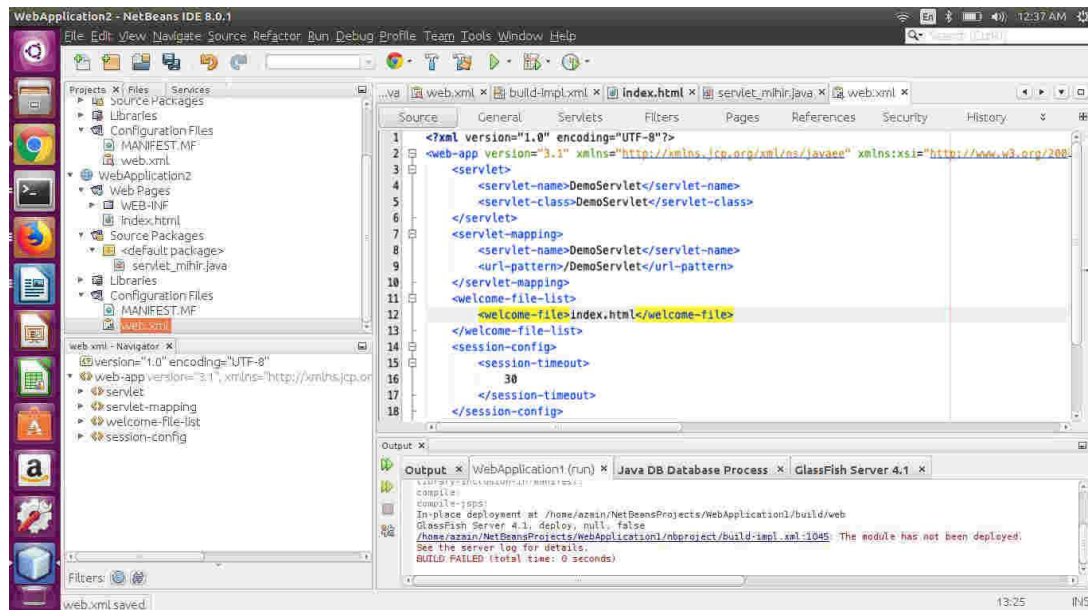 WebApplication2 - NetBeans IDE 8.0.1
En
12:37 AM
File Edit View Navigate Source Refactor Run Debug Profile Team Tools Window Help
Search (Ctrl+I)
Projects Files Services
Source Packages
Libraries
Configuration Files
MANIFEST.MF
web.xml
WebApplication2
Web Pages
WEB-INF
index.html
Source Packages
<default package>
servlet_mihir.java
Libraries
Configuration Files
MANIFEST.MF
web.xml
web.xml - Navigator
version="1.0" encoding="UTF-8"
web-app version="3.1", xmlns="http://xmlns.jcp.or
servlet
servlet-mapping
welcome-file-list
session-config
Filters:
web.xml saved.
...va web.xml build-impl.xml index.html servlet_mihir.java web.xml
Source General Servlets Filters Pages References Security History
1 <?xml version="1.0" encoding="UTF-8"?>
2 <web-app version="3.1" xmlns="http://xmlns.jcp.org/xml/ns/javaee" xmlns:xsi="http://www.w3.org/200
3 <servlet>
4 <servlet-name>DemoServlet</servlet-name>
5 <servlet-class>DemoServlet</servlet-class>
6 </servlet>
7 <servlet-mapping>
8 <servlet-name>DemoServlet</servlet-name>
9 <url-pattern>/DemoServlet</url-pattern>
10 </servlet-mapping>
11 <welcome-file-list>
12 <welcome-file>index.html</welcome-file>
13 </welcome-file-list>
14 <session-config>
15 <session-timeout>
16 30
17 </session-timeout>
18 </session-config>
Output
Output WebApplication1 (run) Java DB Database Process GlassFish Server 4.1
library-inclusion-in-manifest:
compile:
compile-jsps:
In-place deployment at /home/azain/NetBeansProjects/WebApplication1/build/web
GlassFish Server 4.1, deploy, null, false
/home/azain/NetBeansProjects/WebApplication1/nbproject/build-impl.xml:1045: The module has not been deployed.
See the server log for details.
BUILD FAILED (total time: 0 seconds)
13:25 INS